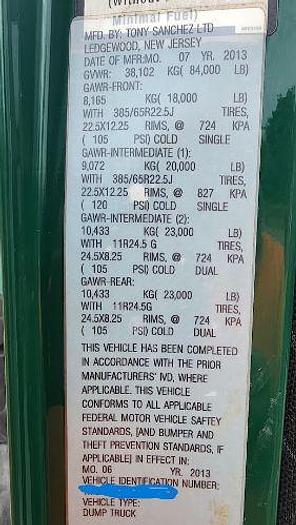 (without
Minimal Fuel)
MFD. BY: TONY SANCHEZ LTD
LEDGEWOOD, NEW JERSEY
DATE OF MFR:MO. 07 YR. 2013
GVWR: 38,102 KG( 84,000 LB)
GAWR-FRONT:
8,165 KG( 18,000 LB)
WITH 385/65R22.5J TIRES,
22.5X12.25 RIMS, @ 724 KPA
( 105 PSI) COLD SINGLE
GAWR-INTERMEDIATE (1):
9,072 KG( 20,000 LB)
WITH 385/65R22.5J TIRES,
22.5X12.25 RIMS, @ 827 KPA
( 120 PSI) COLD SINGLE
GAWR-INTERMEDIATE (2):
10,433 KG( 23,000 LB)
WITH 11R24.5 G TIRES,
24.5X8.25 RIMS, @ 724 KPA
( 105 PSI) COLD DUAL
GAWR-REAR:
10,433 KG( 23,000 LB)
WITH 11R24.5G TIRES,
24.5X8.25 RIMS, @ 724 KPA
( 105 PSI) COLD DUAL
THIS VEHICLE HAS BEEN COMPLETED
IN ACCORDANCE WITH THE PRIOR
MANUFACTURERS' IVD, WHERE
APPLICABLE. THIS VEHICLE
CONFORMS TO ALL APPLICABLE
FEDERAL MOTOR VEHICLE SAFTEY
STANDARDS, [AND BUMPER AND
THEFT PREVENTION STANDARDS, IF
APPLICABLE] IN EFFECT IN:
MO. 06 YR. 2013
VEHICLE IDENTIFICATION NUMBER:
VEHICLE TYPE:
DUMP TRUCK